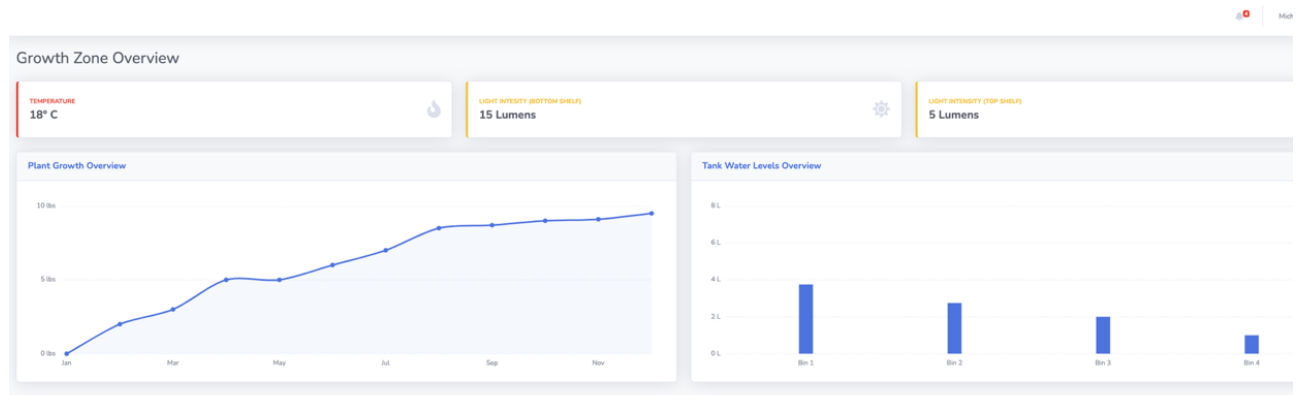 Mich
Growth Zone Overview
TEMPERATURE
18° C
LIGHT INTESITY (BOTTOM SHELF)
15 Lumens
LIGHT INTENSITY (TOP SHELF)
5 Lumens
Plant Growth Overview
10 lbs
5 lbs
0 lbs
Jan Mar May Jul Sep Nov
Tank Water Levels Overview
8 L
6 L
4 L
2 L
0 L
Bin 1 Bin 2 Bin 3 Bin 4